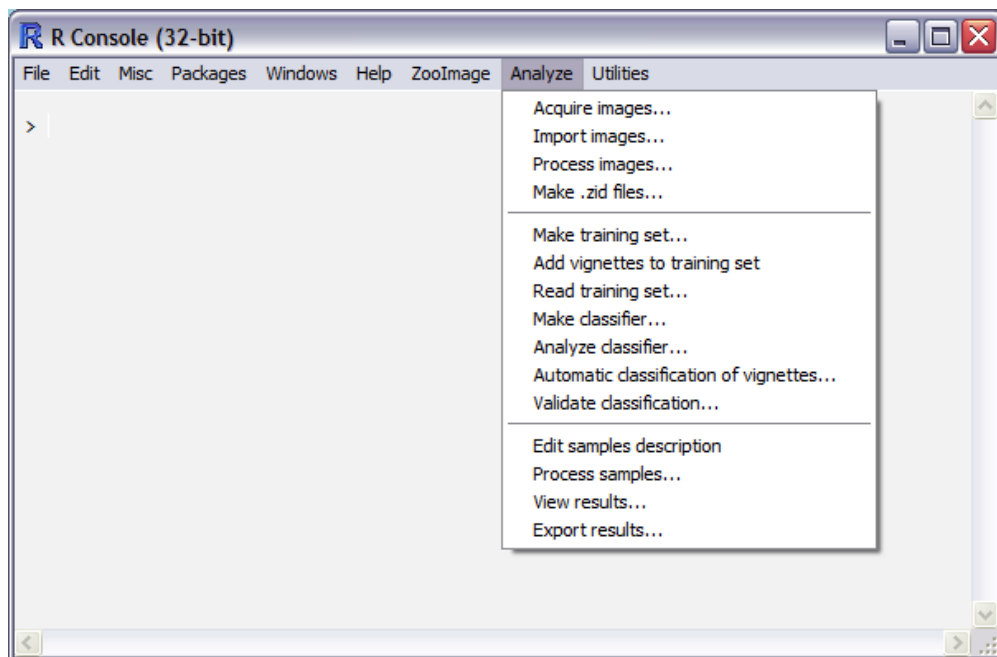 R Console (32-bit)
File Edit Misc Packages Windows Help ZooImage Analyze Utilities
>
Acquire images...
Import images...
Process images...
Make .zid files...
Make training set...
Add vignettes to training set
Read training set...
Make classifier...
Analyze classifier...
Automatic classification of vignettes...
Validate classification...
Edit samples description
Process samples...
View results...
Export results...